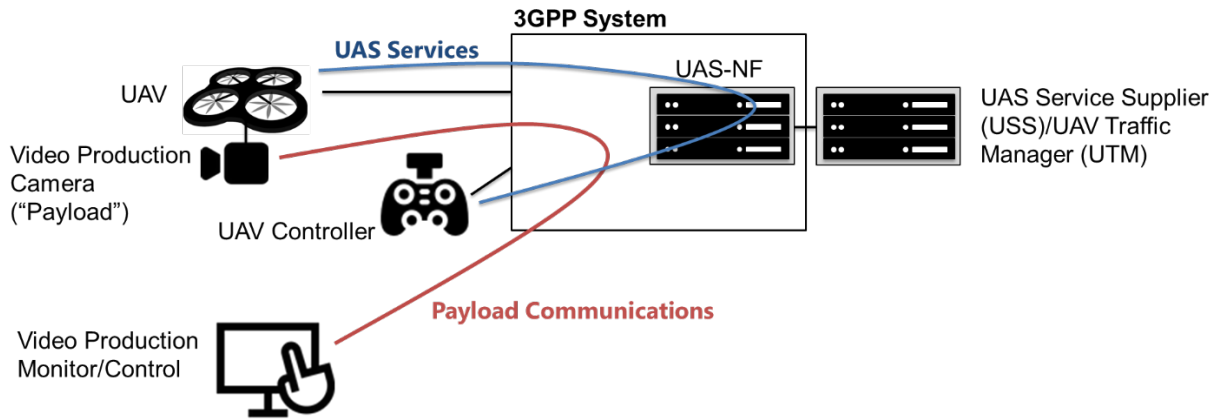 3GPP System
UAS Services
UAS-NF
UAV
UAS Service Supplier
(USS)/UAV Traffic
Manager (UTM)
Video Production
Camera
(“Payload”)
UAV Controller
Payload Communications
Video Production
Monitor/Control